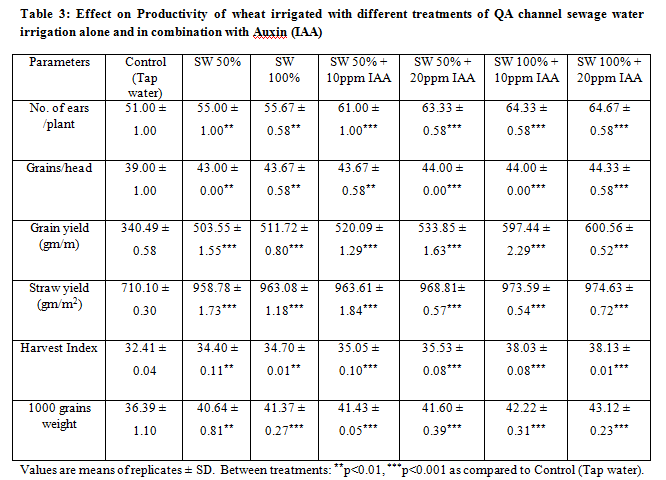 Table 3: Effect on Productivity of wheat irrigated with different treatments of QA channel sewage water
irrigation alone and in combination with Auxin (IAA)
Parameters Control (Tap water) SW 50% SW 100% SW 50% + 10ppm IAA SW 50% + 20ppm IAA SW 100% + 10ppm IAA SW 100% + 20ppm IAA
No. of ears /plant 51.00 ± 1.00 55.00 ± 1.00** 55.67 ± 0.58** 61.00 ± 1.00*** 63.33 ± 0.58*** 64.33 ± 0.58*** 64.67 ± 0.58***
Grains/head 39.00 ± 1.00 43.00 ± 0.00** 43.67 ± 0.58** 43.67 ± 0.58** 44.00 ± 0.00*** 44.00 ± 0.00*** 44.33 ± 0.58***
Grain yield (gm/m) 340.49 ± 0.58 503.55 ± 1.55*** 511.72 ± 0.80*** 520.09 ± 1.29*** 533.85 ± 1.63*** 597.44 ± 2.29*** 600.56 ± 0.52***
Straw yield (gm/m²) 710.10 ± 0.30 958.78 ± 1.73*** 963.08 ± 1.18*** 963.61 ± 1.84*** 968.81± 0.57*** 973.59 ± 0.54*** 974.63 ± 0.72***
Harvest Index 32.41 ± 0.04 34.40 ± 0.11** 34.70 ± 0.01** 35.05 ± 0.10*** 35.53 ± 0.08*** 38.03 ± 0.08*** 38.13 ± 0.01***
1000 grains weight 36.39 ± 1.10 40.64 ± 0.81** 41.37 ± 0.27*** 41.43 ± 0.05*** 41.60 ± 0.39*** 42.22 ± 0.31*** 43.12 ± 0.23***
Values are means of replicates ± SD. Between treatments: **p<0.01, ***p<0.001 as compared to Control (Tap water).